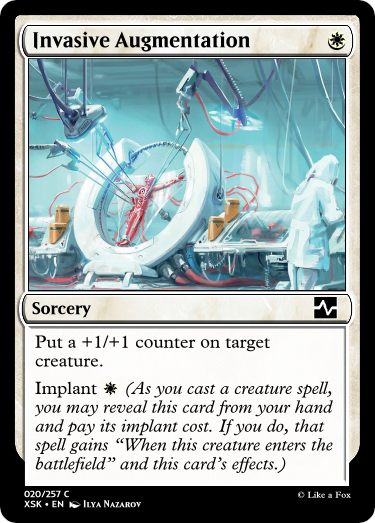 Invasive Augmentation
Sorcery
Put a +1/+1 counter on target
creature.
Implant (As you cast a creature spell,
you may reveal this card from your hand
and pay its implant cost. If you do, that
spell gains “When this creature enters the
battlefield” and this card’s effects.)
020/257 C
XSK • EN Ilya Nazarov
© Like a Fox